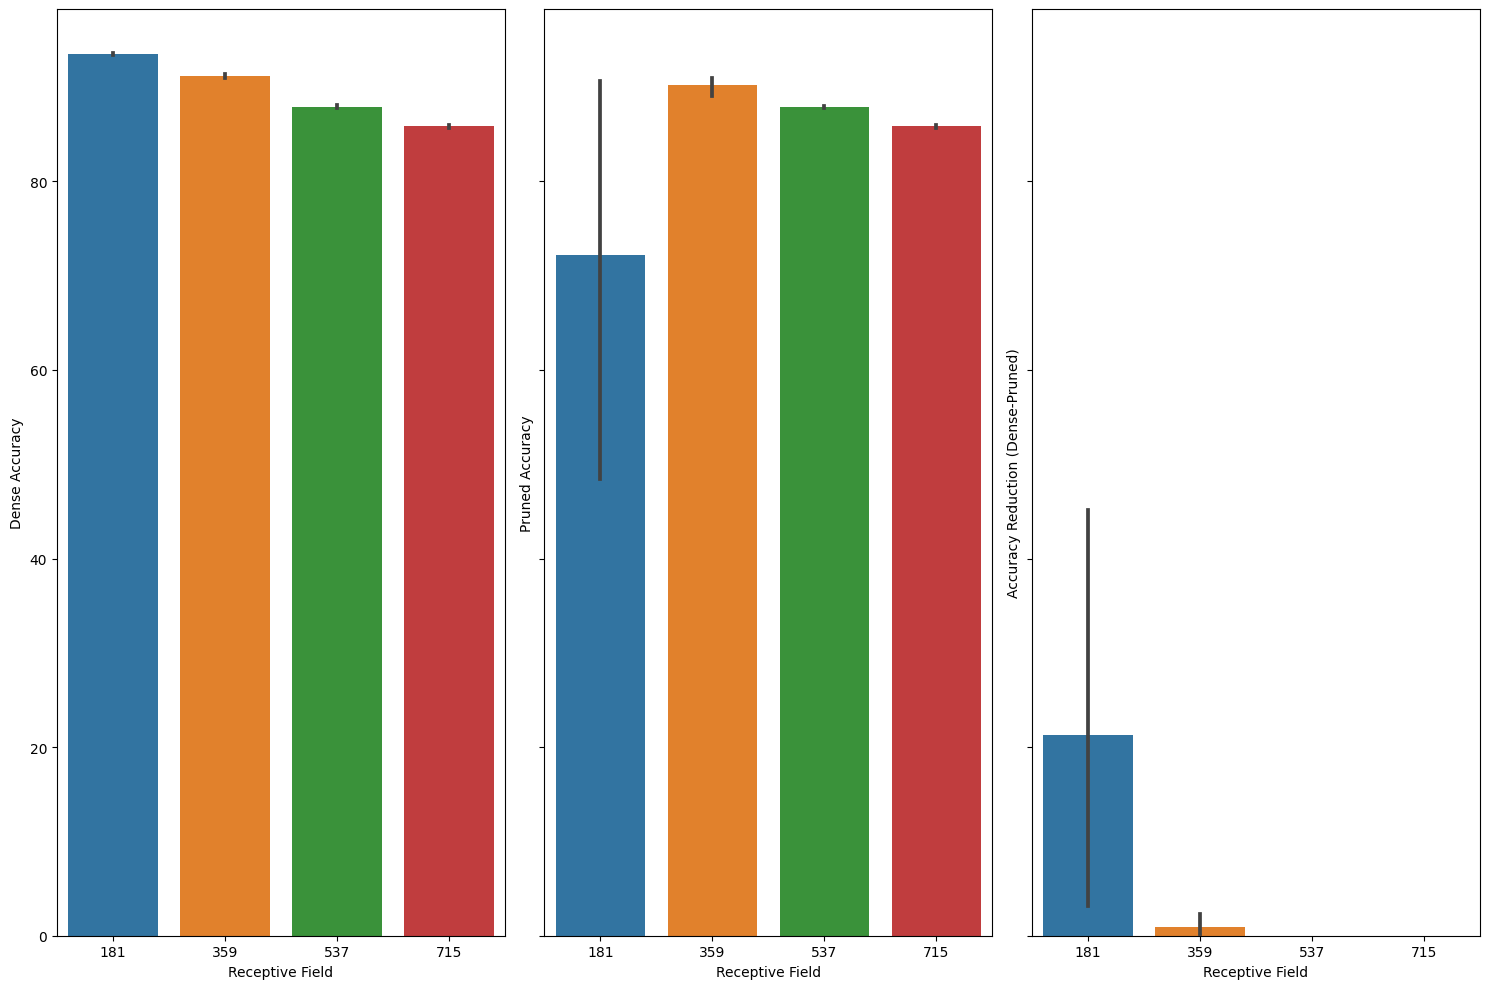 Dense Accuracy
80
60
40
20
0
181 359 537 715
Receptive Field
Pruned Accuracy
181 359 537 715
Receptive Field
Accuracy Reduction (Dense-Pruned)
181 359 537 715
Receptive Field